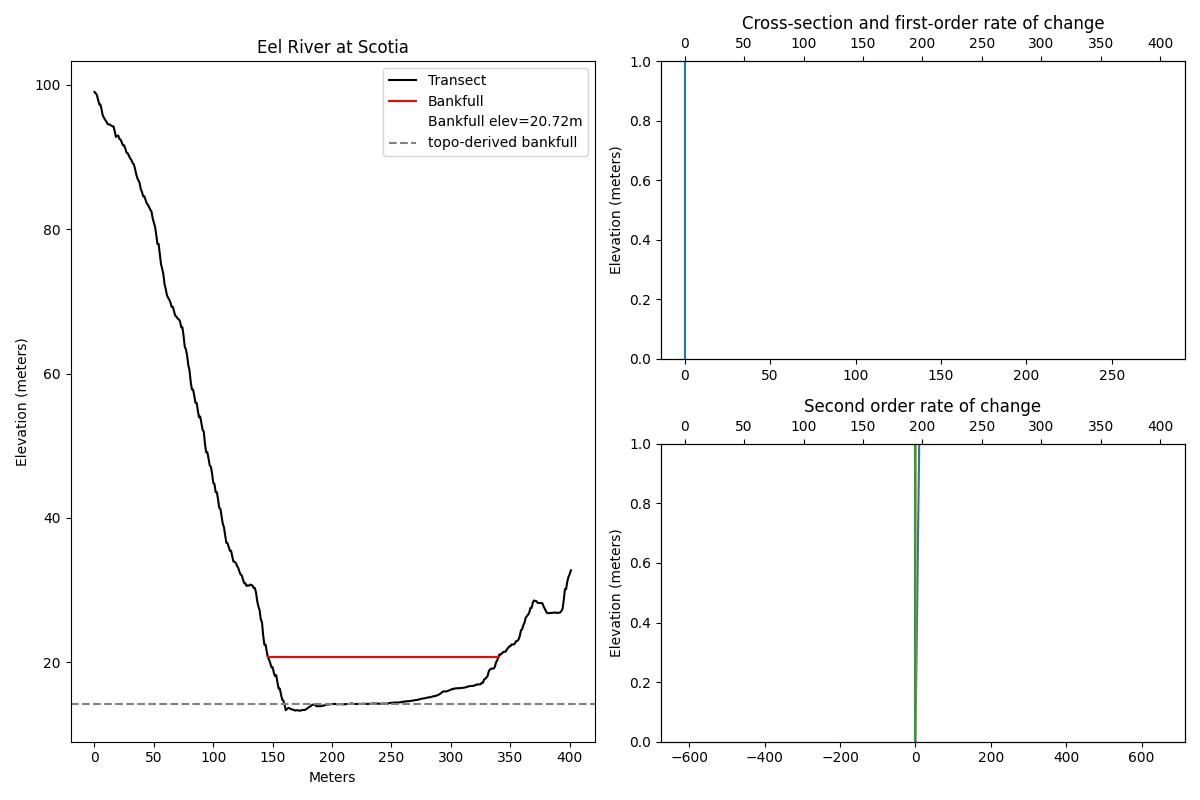 Eel River at Scotia
Transect
Bankfull
Bankfull elev=20.72m
topo-derived bankfull
100
80
60
40
20
Elevation (meters)
0 50 100 150 200 250 300 350 400
Meters
Cross-section and first-order rate of change
0 50 100 150 200 250 300 350 400
1.0
0.8
0.6
0.4
0.2
0.0
Elevation (meters)
0 50 100 150 200 250
Second order rate of change
0 50 100 150 200 250 300 350 400
1.0
0.8
0.6
0.4
0.2
0.0
Elevation (meters)
−600 −400 −200 0 200 400 600